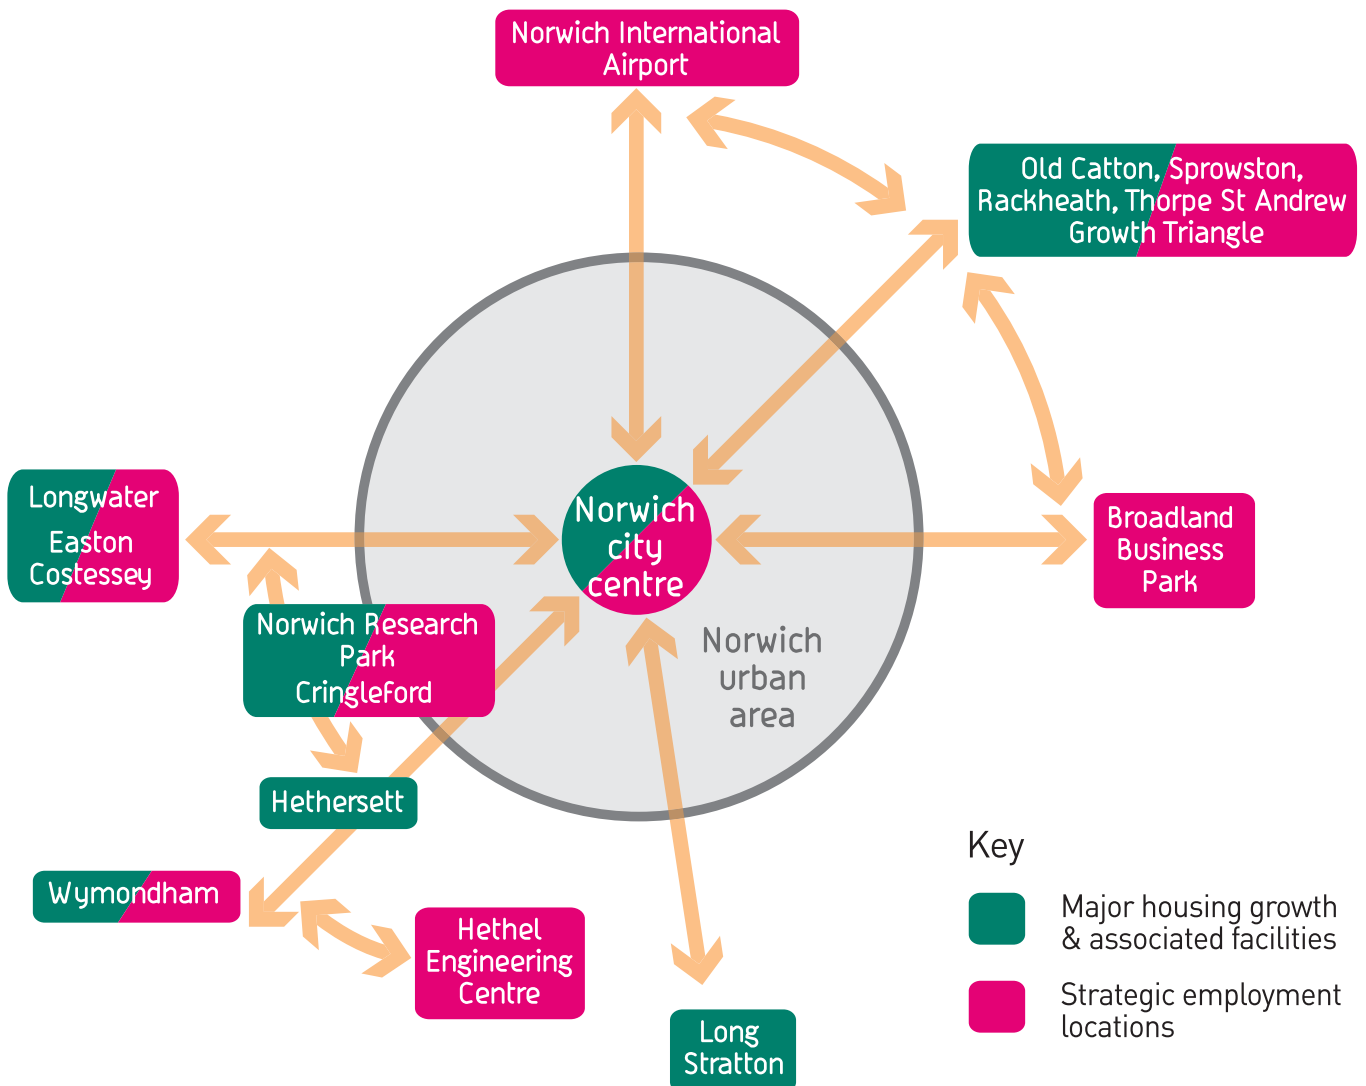 Norwich International
Airport
Old Catton, Sprowston,
Rackheath, Thorpe St Andrew
Growth Triangle
Longwater
Easton
Costessey
Norwich
city
centre
Broadland
Business
Park
Norwich Research
Park
Cringleford
Norwich
urban
area
Hethersett
Wymondham
Hethel
Engineering
Centre
Long
Stratton
Key
Major housing growth
& associated facilities
Strategic employment
locations